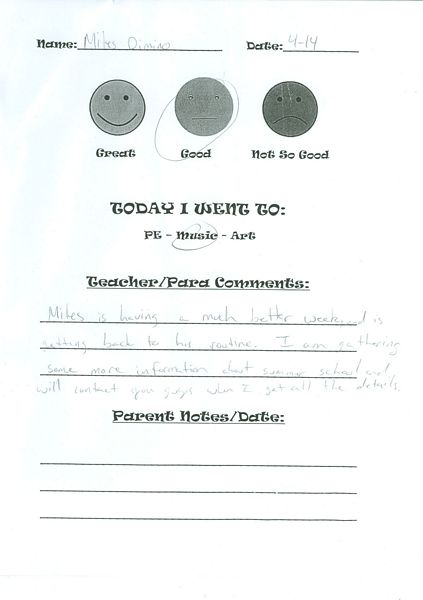 Name: Miles Dimino Date: 4-14
Great Good Not So Good
TODAY I WENT TO:
PE - Music - Art
Teacher/Para Comments:
Miles is having a much better week...d is
getting back to his routine. I am gathering
some more information about summer school and
will contact you guys when I get all the details.
Parent Notes/Date: